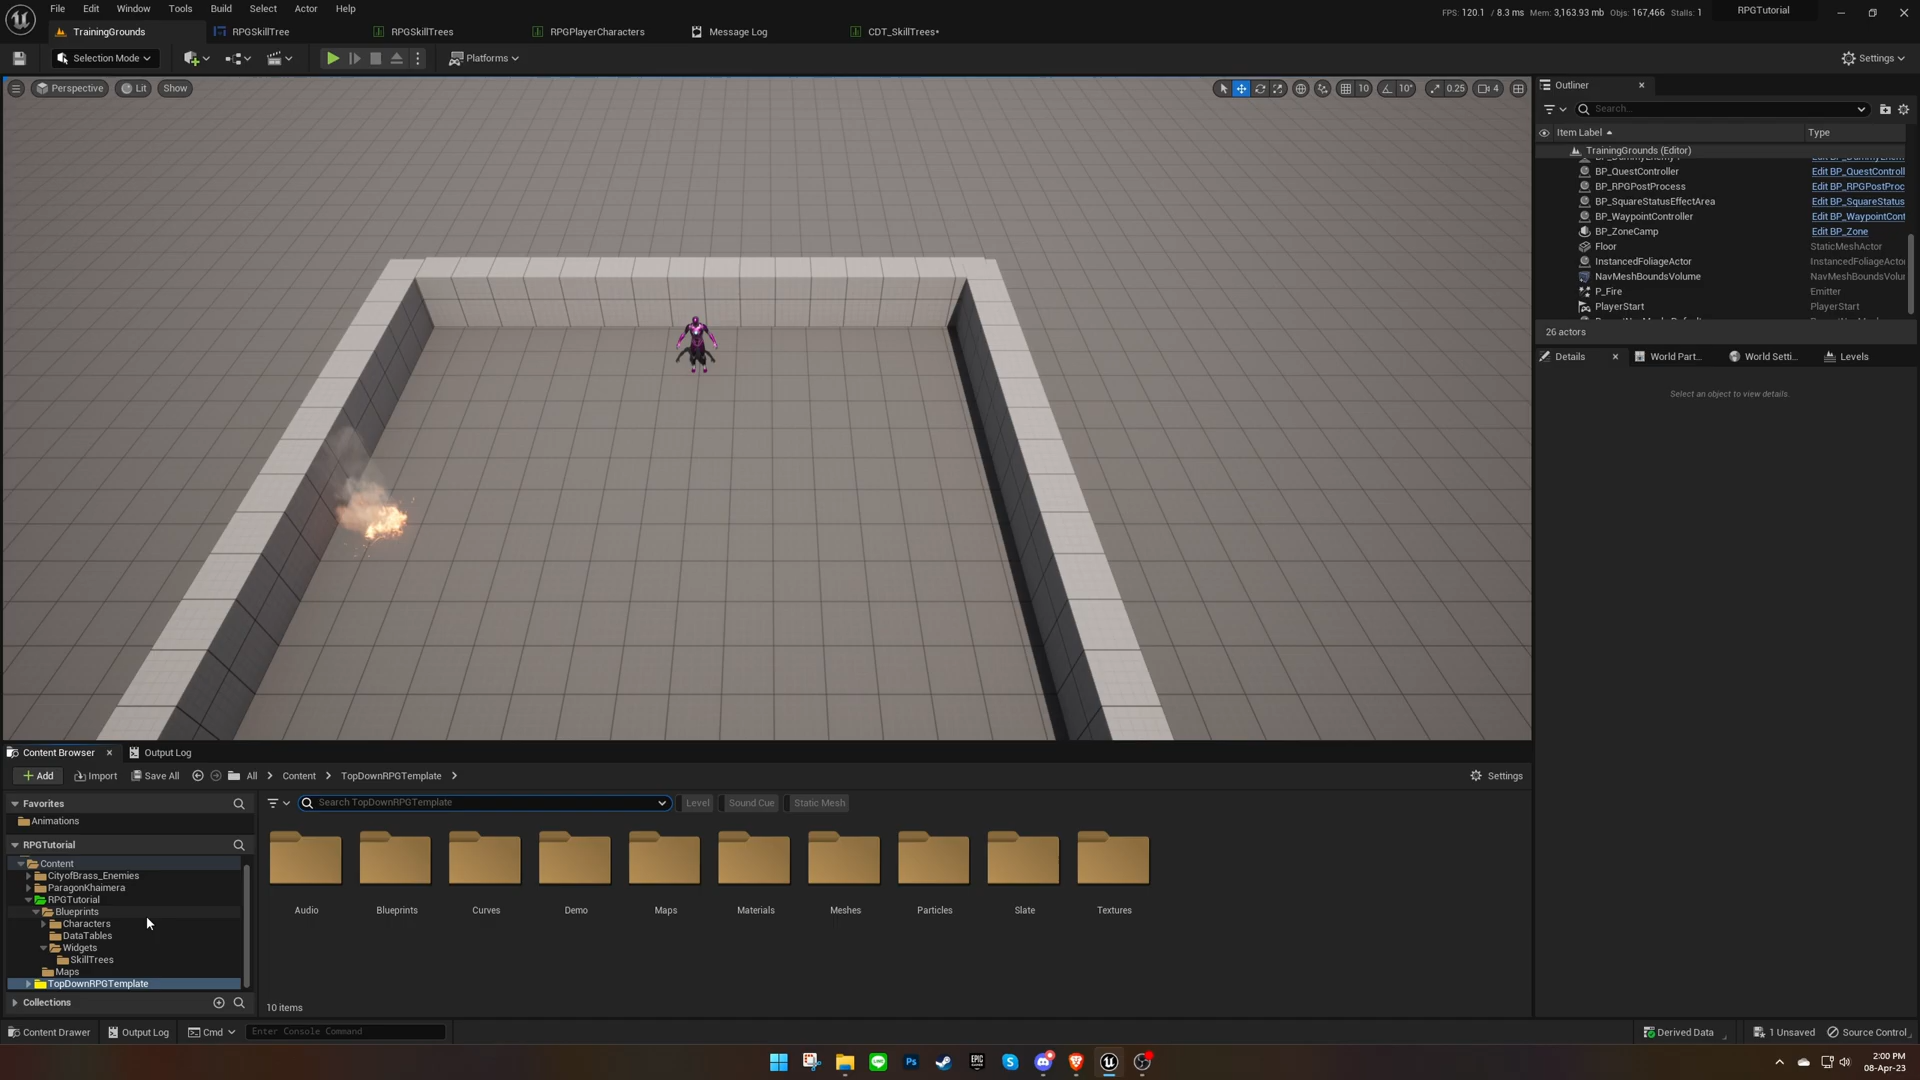 File Edit Window Tools Build Select Actor Help
FPS: 120.1 / 8.3 ms Mem: 3,163.93 mb Objs: 167,466 Stalls: 1 RPGTutorial
TrainingGrounds RPGSkillTree RPGSkillTrees RPGPlayerCharacters Message Log CDT_SkillTrees*
Selection Mode Platforms Settings
Perspective Lit Show 10 10° 0.25 4
Outliner
Search...
Item Label Type
TrainingGrounds (Editor)
BP_QuestController Edit BP_QuestControll
BP_RPGPostProcess Edit BP_RPGPostProc
BP_SquareStatusEffectArea Edit BP_SquareStatus
BP_WaypointController Edit BP_WaypointCont
BP_ZoneCamp Edit BP_Zone
Floor StaticMeshActor
InstancedFoliageActor InstancedFoliageActo
NavMeshBoundsVolume NavMeshBoundsVolur
P_Fire Emitter
PlayerStart PlayerStart
26 actors
Details World Part... World Setti... Levels
Select an object to view details.
Content Browser Output Log
Add Import Save All All Content TopDownRPGTemplate Settings
Favorites
Animations
RPGTutorial
Content
CityofBrass_Enemies
ParagonKhaimera
RPGTutorial
Blueprints
Characters
DataTables
Widgets
SkillTrees
Maps
TopDownRPGTemplate
Collections
Search TopDownRPGTemplate Level Sound Cue Static Mesh
Audio Blueprints Curves Demo Maps Materials Meshes Particles Slate Textures
10 items
Content Drawer Output Log Cmd Enter Console Command Derived Data 1 Unsaved Source Control
Ps
EPIC GAMES
2:00 PM
08-Apr-23